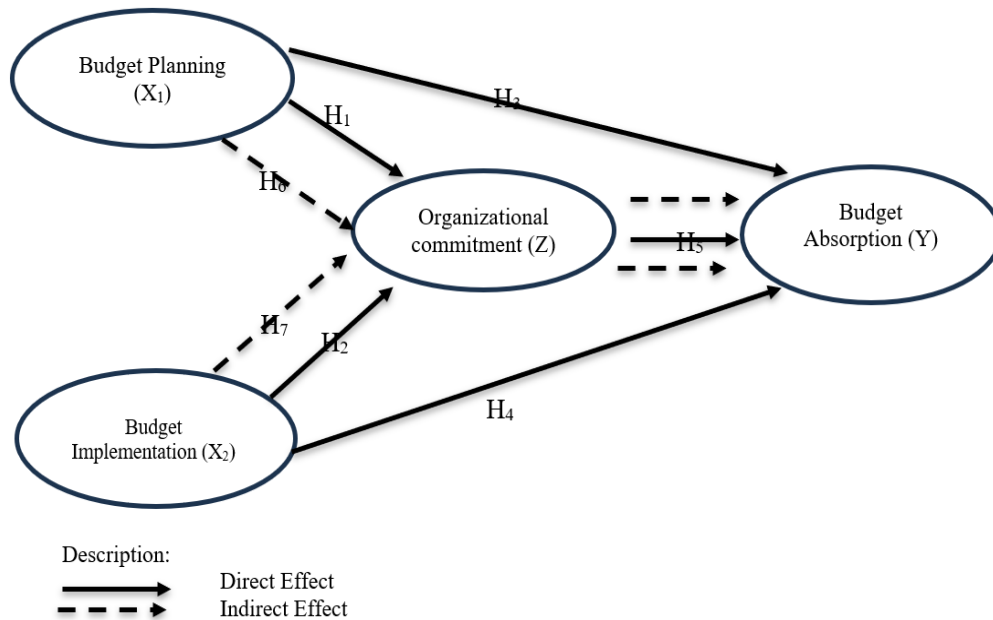 Budget Planning
(X₁)
H₃
H₁
H₆
Organizational
commitment (Z)
Budget
Absorption (Y)
H₅
H₇
H₂
H₄
Budget
Implementation (X₂)
Description:
Direct Effect
Indirect Effect